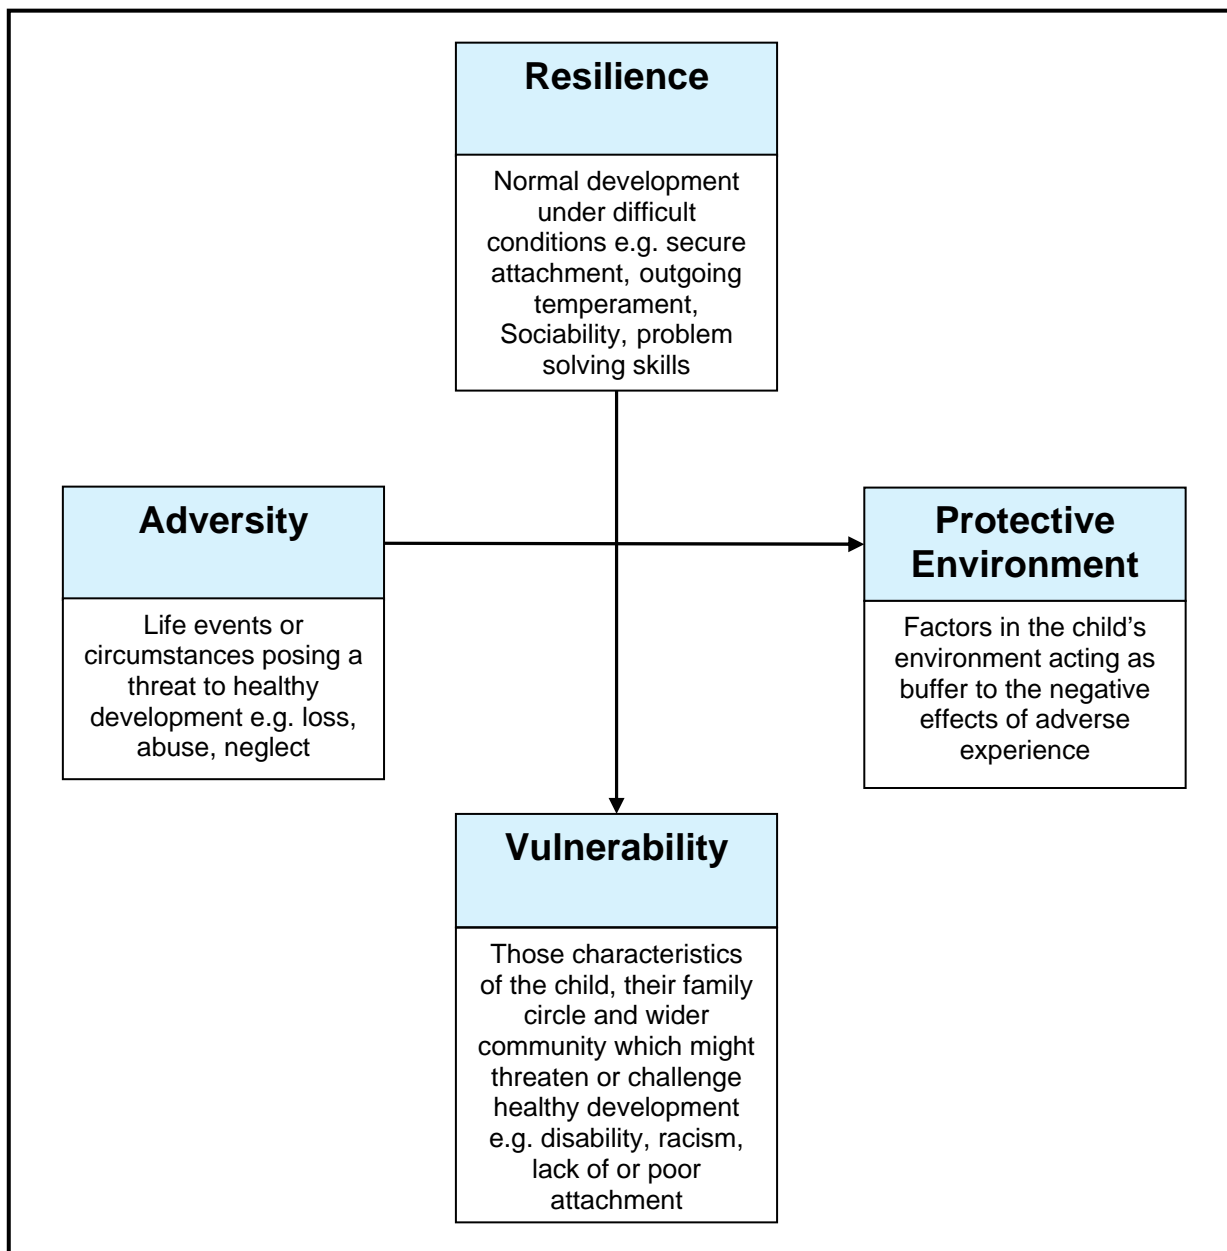 Resilience
Normal development
under difficult
conditions e.g. secure
attachment, outgoing
temperament,
Sociability, problem
solving skills
Adversity
Life events or
circumstances posing a
threat to healthy
development e.g. loss,
abuse, neglect
Protective
Environment
Factors in the child’s
environment acting as
buffer to the negative
effects of adverse
experience
Vulnerability
Those characteristics
of the child, their family
circle and wider
community which might
threaten or challenge
healthy development
e.g. disability, racism,
lack of or poor
attachment